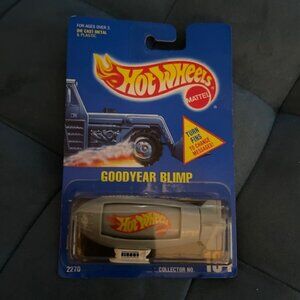 FOR AGES OVER 3
DIE CAST METAL
& PLASTIC
Hot Wheels
MATTEL
TURN
FINS
TO CHANGE
MESSAGES!
GOODYEAR BLIMP
Hot Wheels
2270
COLLECTOR NO.